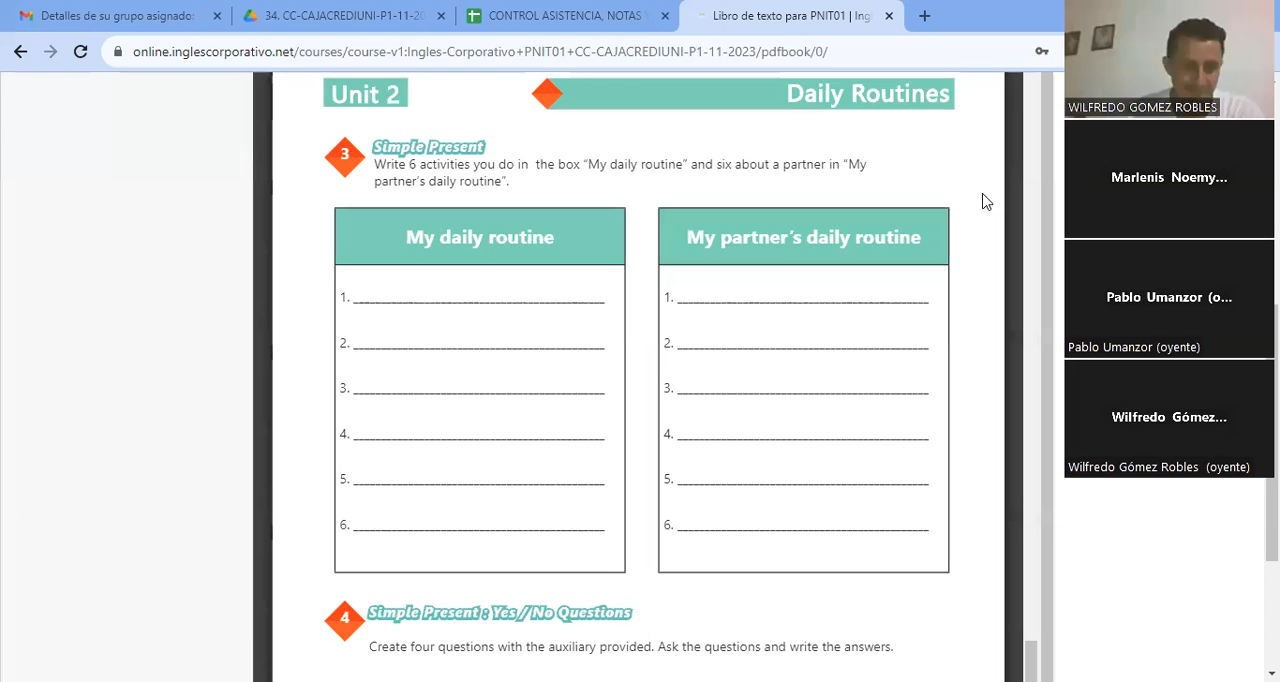 Detalles de su grupo asignado:
34. CC-CAJACREDIUNI-P1-11-20
CONTROL ASISTENCIA, NOTAS Y
Libro de texto para PNIT01 | Ing
online.inglescorporativo.net/courses/course-v1:Ingles-Corporativo+PNIT01+CC-CAJACREDIUNI-P1-11-2023/pdfbook/0/
Unit 2
Daily Routines
3
Simple Present
Write 6 activities you do in the box “My daily routine” and six about a partner in “My
partner’s daily routine”.
My daily routine
1.
2.
3.
4.
5.
6.
My partner’s daily routine
1.
2.
3.
4.
5.
6.
4
Simple Present : Yes / No Questions
Create four questions with the auxiliary provided. Ask the questions and write the answers.
WILFREDO GOMEZ ROBLES
Marlenis Noemy...
Pablo Umanzor (o...
Pablo Umanzor (oyente)
Wilfredo Gómez...
Wilfredo Gómez Robles (oyente)